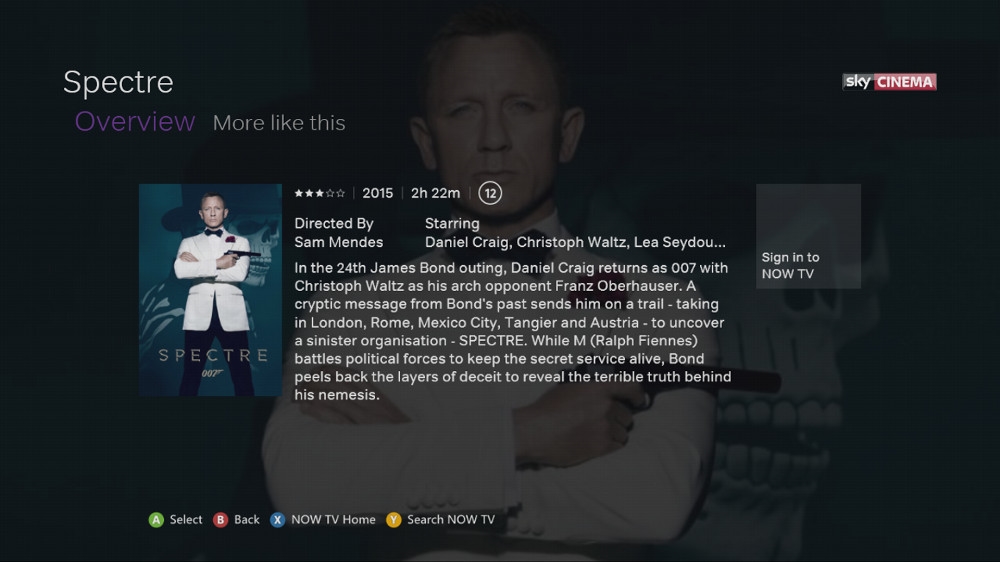 Spectre
sky CINEMA
Overview More like this
2015 2h 22m 12
Directed By Starring
Sam Mendes Daniel Craig, Christoph Waltz, Lea Seydou...
In the 24th James Bond outing, Daniel Craig returns as 007 with
Christoph Waltz as his arch opponent Franz Oberhauser. A
cryptic message from Bond's past sends him on a trail - taking
in London, Rome, Mexico City, Tangier and Austria - to uncover
a sinister organisation - SPECTRE. While M (Ralph Fiennes)
battles political forces to keep the secret service alive, Bond
peels back the layers of deceit to reveal the terrible truth behind
his nemesis.
SPECTRE
007
Sign in to
NOW TV
A Select B Back X NOW TV Home Y Search NOW TV